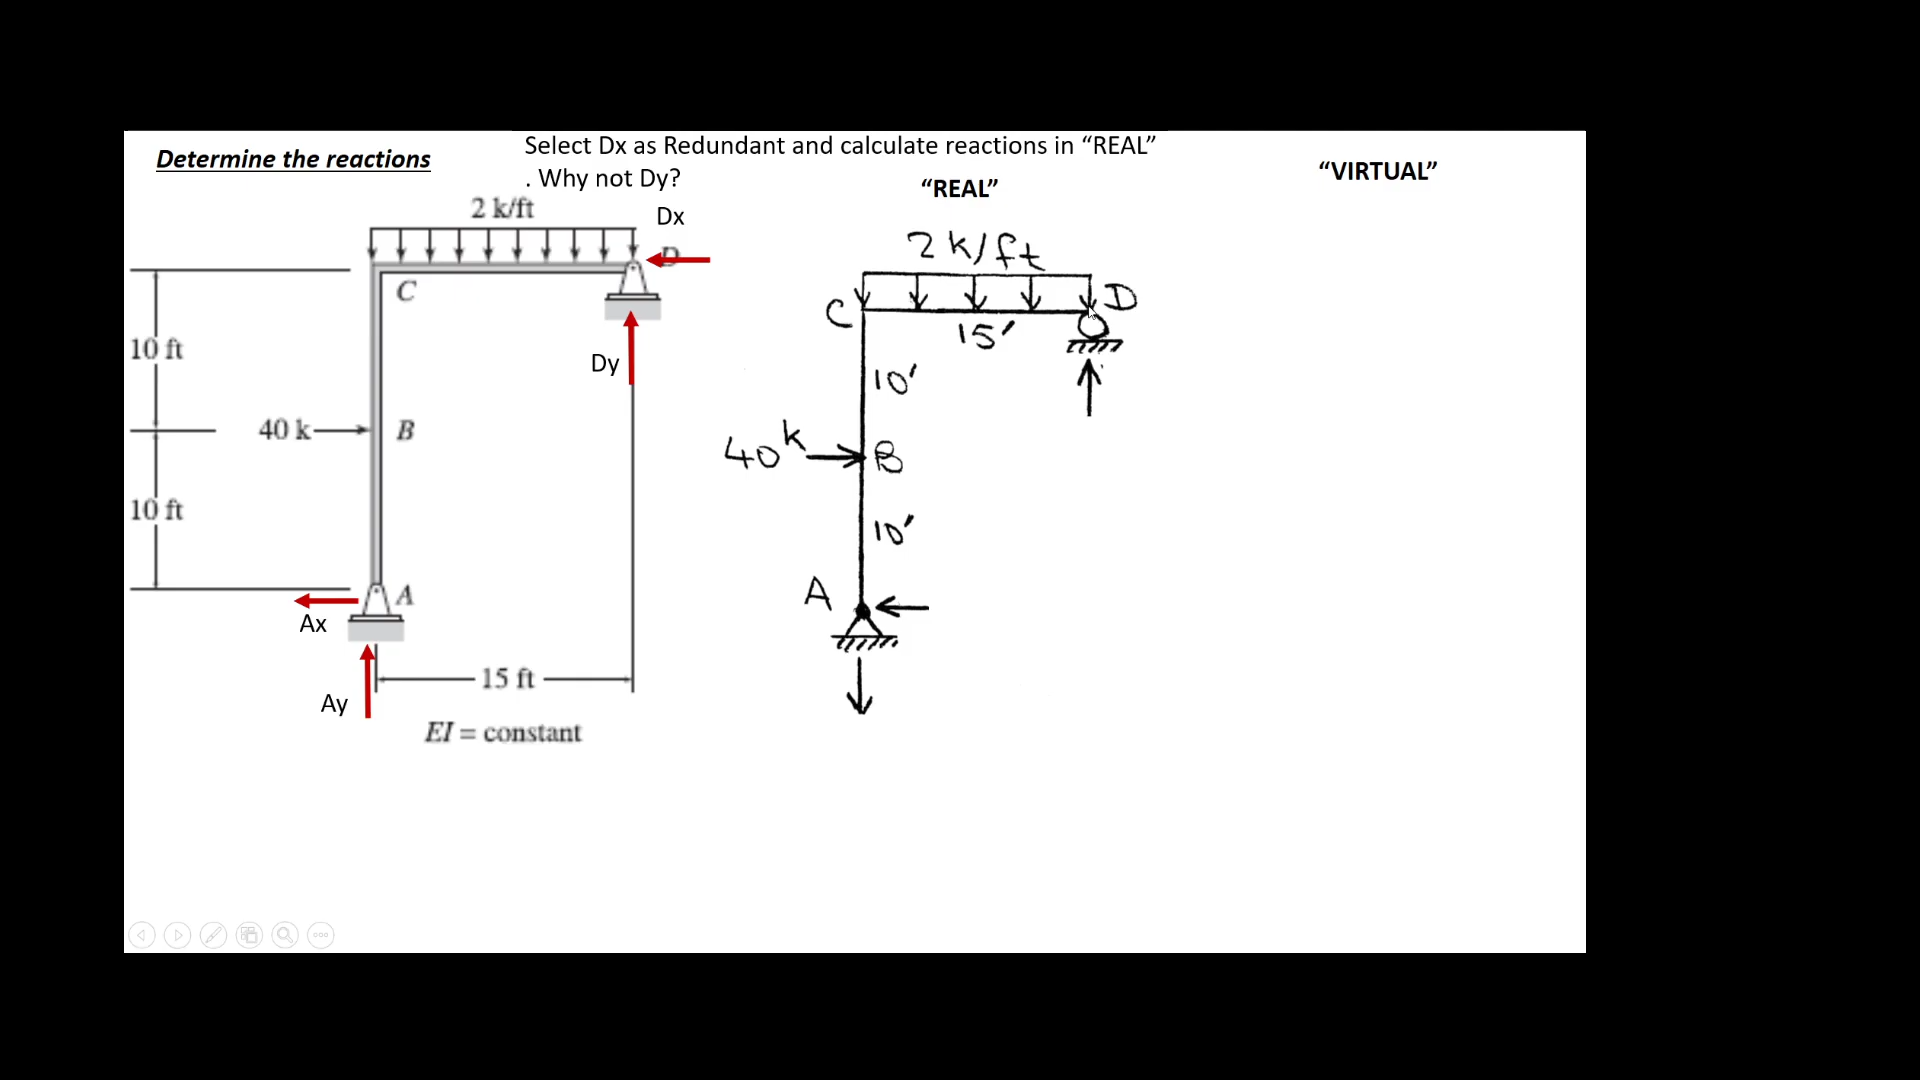 Determine the reactions
Select Dx as Redundant and calculate reactions in “REAL”
. Why not Dy?
“REAL”
“VIRTUAL”
2 k/ft
Dx
D
C
10 ft
Dy
40 k
B
10 ft
A
Ax
15 ft
Ay
EI = constant
2 k/ft
C
D
15'
10'
40k
B
10'
A